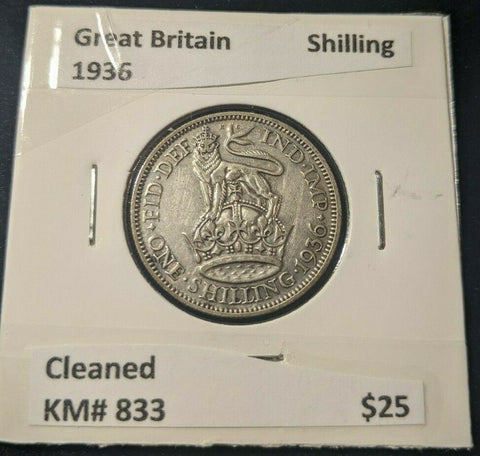 Great Britain Shilling
1936
·FID·DEF IND·IMP·
·ONE·SHILLING·1936·
Cleaned
KM# 833 $25